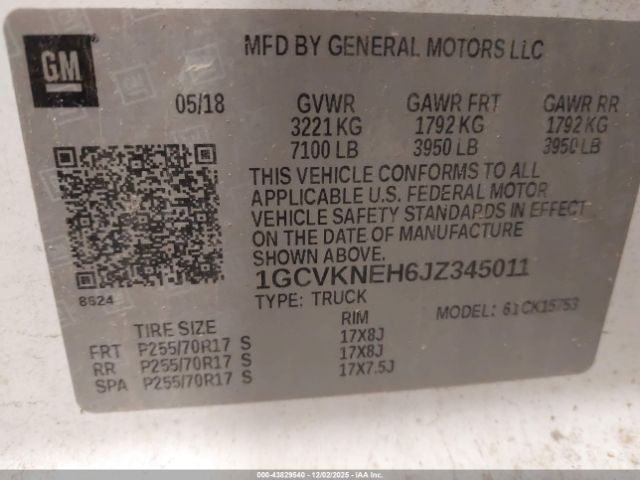 GM
MFD BY GENERAL MOTORS LLC
05/18 GVWR GAWR FRT GAWR RR
3221 KG 1792 KG 1792 KG
7100 LB 3950 LB 3950 LB
THIS VEHICLE CONFORMS TO ALL
APPLICABLE U.S. FEDERAL MOTOR
VEHICLE SAFETY STANDARDS IN EFFECT
ON THE DATE OF MANUFACTURE
SHOWN ABOVE.
1GCVKNEH6JZ345011
8624
TYPE: TRUCK MODEL: 61CK15753
TIRE SIZE RIM
FRT P255/70R17 S 17X8J
RR P255/70R17 S 17X8J
SPA P255/70R17 S 17X7.5J
000-43829540 - 12/02/2025 - IAAI.COM